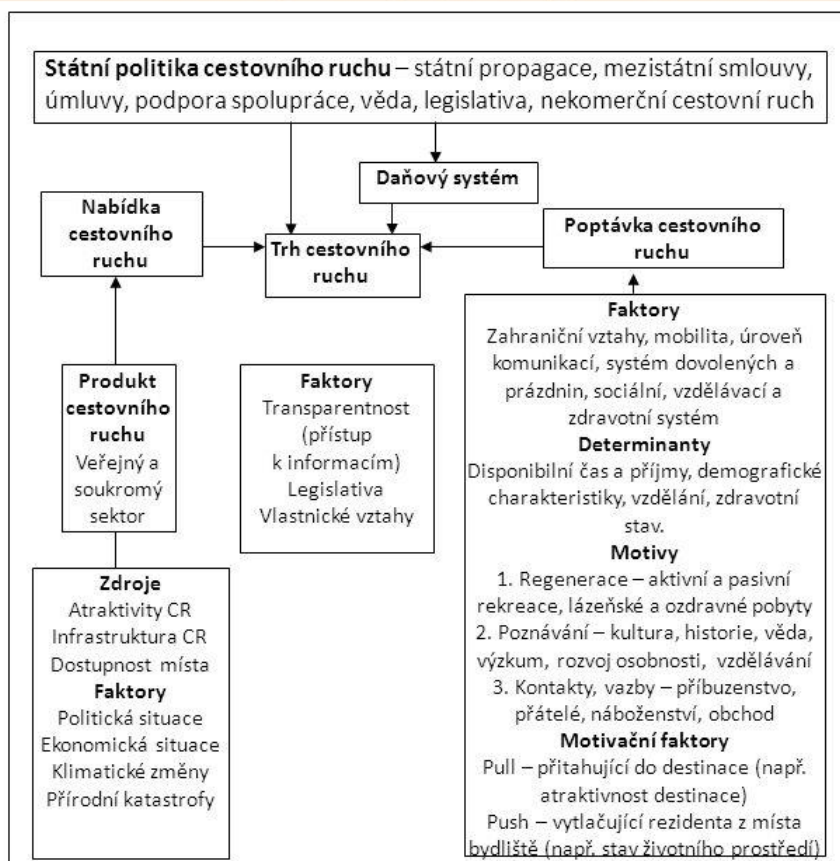 Státní politika cestovního ruchu – státní propagace, mezistátní smlouvy,
úmluvy, podpora spolupráce, věda, legislativa, nekomerční cestovní ruch
Daňový systém
Nabídka
cestovního
ruchu
Trh cestovního
ruchu
Poptávka cestovního
ruchu
Produkt
cestovního
ruchu
Veřejný a
soukromý
sektor
Zdroje
Atraktivity CR
Infrastruktura CR
Dostupnost místa
Faktory
Politická situace
Ekonomická situace
Klimatické změny
Přírodní katastrofy
Faktory
Transparentnost
(přístup
k informacím)
Legislativa
Vlastnické vztahy
Faktory
Zahraniční vztahy, mobilita, úroveň
komunikací, systém dovolených a
prázdnin, sociální, vzdělávací a
zdravotní systém
Determinanty
Disponibilní čas a příjmy, demografické
charakteristiky, vzdělání, zdravotní
stav.
Motivy
1. Regenerace – aktivní a pasivní
rekreace, lázeňské a ozdravné pobyty
2. Poznávání – kultura, historie, věda,
výzkum, rozvoj osobnosti, vzdělávání
3. Kontakty, vazby – příbuzenstvo,
přátelé, náboženství, obchod
Motivační faktory
Pull – přitahující do destinace (např.
atraktivnost destinace)
Push – vytlačující rezidenta z místa
bydliště (např. stav životního prostředí)